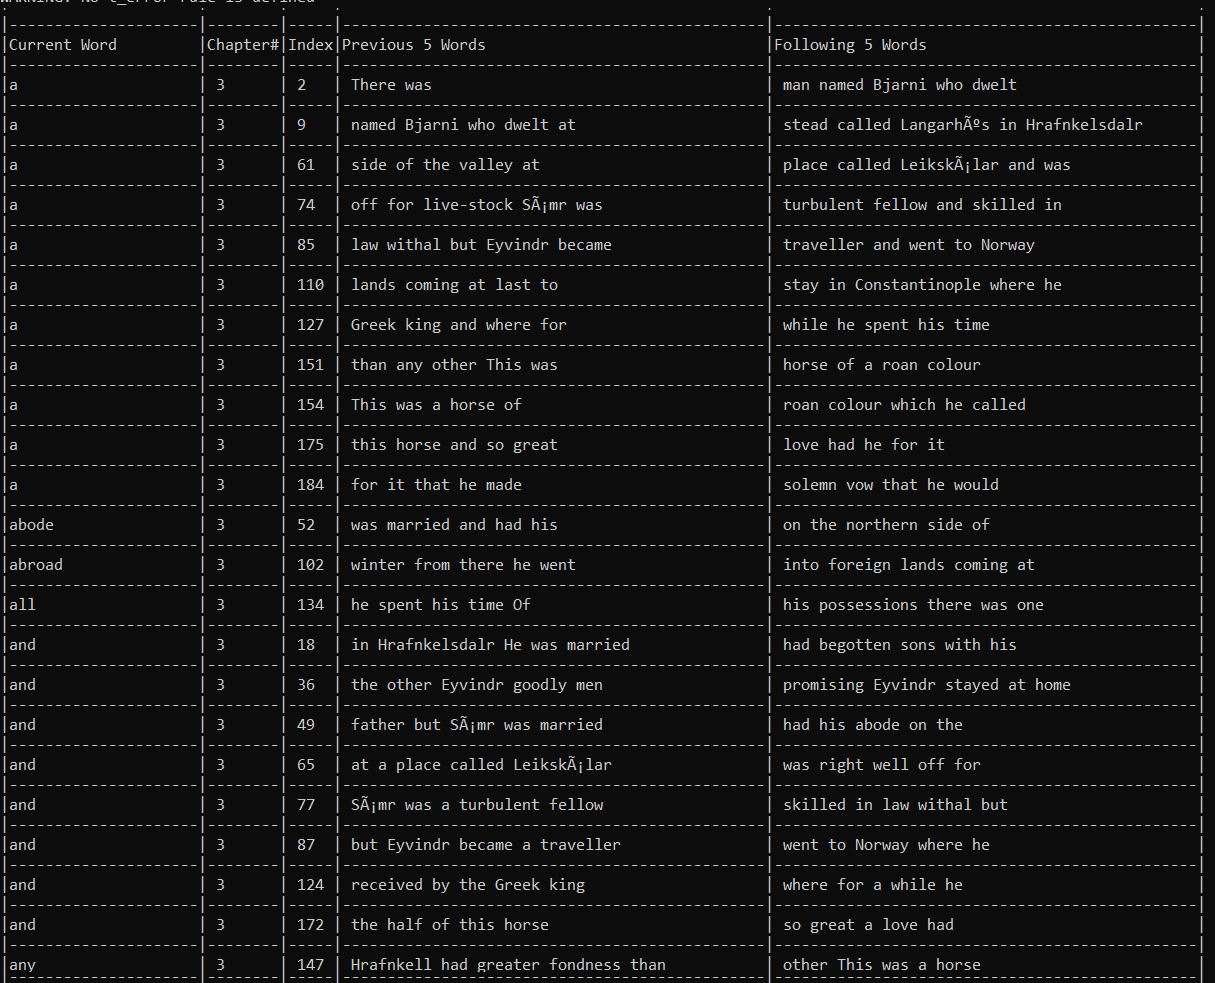 WARNING: No t_error rule is defined
|Current Word |Chapter#|Index|Previous 5 Words |Following 5 Words |
|a | 3 | 2 | There was | man named Bjarni who dwelt |
|a | 3 | 9 | named Bjarni who dwelt at | stead called LangarhÃºs in Hrafnkelsdalr |
|a | 3 | 61 | side of the valley at | place called LeikskÃ¡lar and was |
|a | 3 | 74 | off for live-stock SÃ¡mr was | turbulent fellow and skilled in |
|a | 3 | 85 | law withal but Eyvindr became | traveller and went to Norway |
|a | 3 | 110 | lands coming at last to | stay in Constantinople where he |
|a | 3 | 127 | Greek king and where for | while he spent his time |
|a | 3 | 151 | than any other This was | horse of a roan colour |
|a | 3 | 154 | This was a horse of | roan colour which he called |
|a | 3 | 175 | this horse and so great | love had he for it |
|a | 3 | 184 | for it that he made | solemn vow that he would |
|abode | 3 | 52 | was married and had his | on the northern side of |
|abroad | 3 | 102 | winter from there he went | into foreign lands coming at |
|all | 3 | 134 | he spent his time Of | his possessions there was one |
|and | 3 | 18 | in Hrafnkelsdalr He was married | had begotten sons with his |
|and | 3 | 36 | the other Eyvindr goodly men | promising Eyvindr stayed at home |
|and | 3 | 49 | father but SÃ¡mr was married | had his abode on the |
|and | 3 | 65 | at a place called LeikskÃ¡lar | was right well off for |
|and | 3 | 77 | SÃ¡mr was a turbulent fellow | skilled in law withal but |
|and | 3 | 87 | but Eyvindr became a traveller | went to Norway where he |
|and | 3 | 124 | received by the Greek king | where for a while he |
|and | 3 | 172 | the half of this horse | so great a love had |
|any | 3 | 147 | Hrafnkell had greater fondness than | other This was a horse |